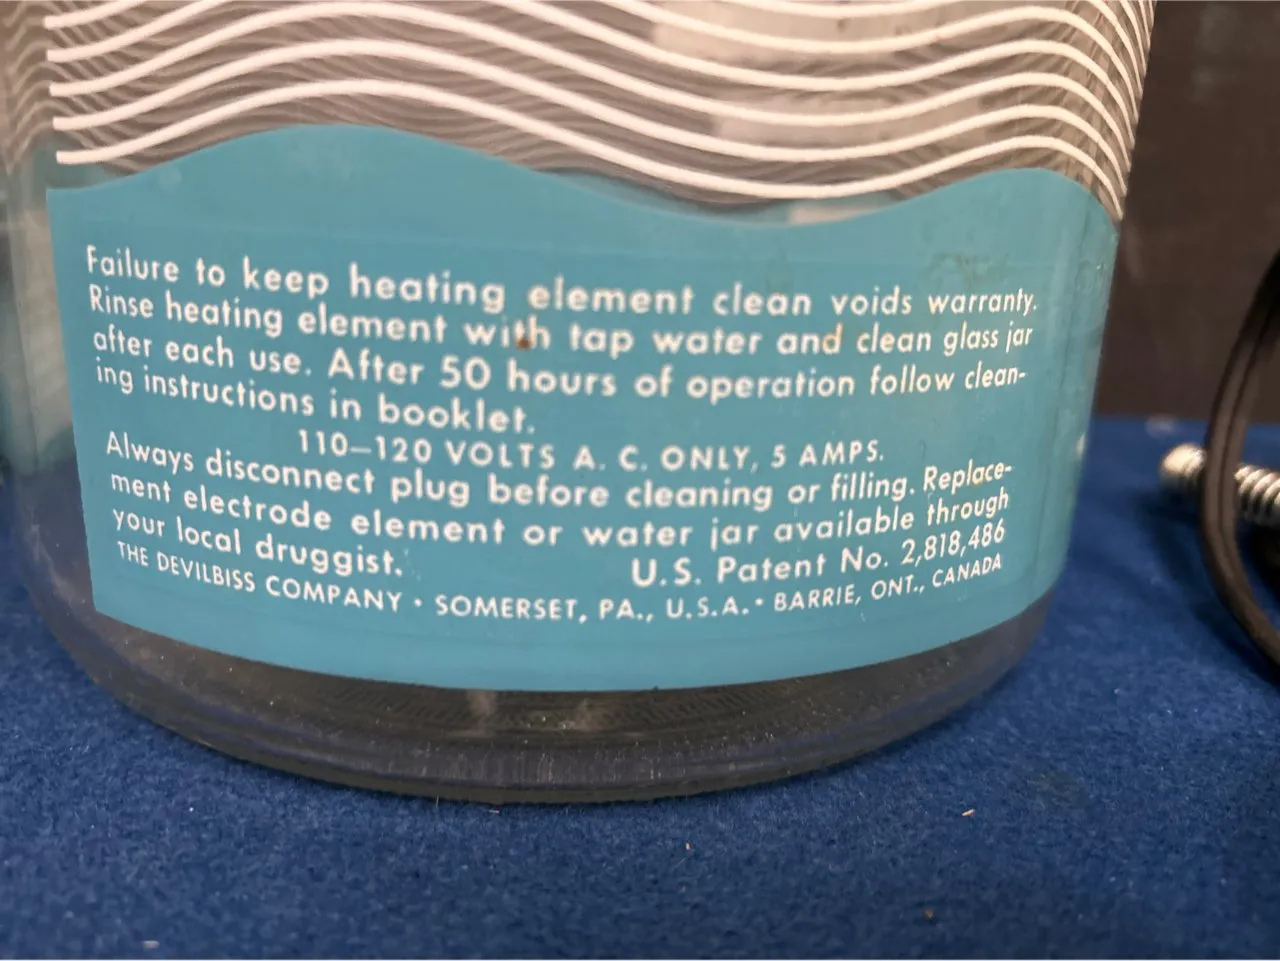 Failure to keep heating element clean voids warranty.
Rinse heating element with tap water and clean glass jar
after each use. After 50 hours of operation follow clean-
ing instructions in booklet.
110–120 VOLTS A. C. ONLY, 5 AMPS.
Always disconnect plug before cleaning or filling. Replace-
ment electrode element or water jar available through
your local druggist.
U.S. Patent No. 2,818,486
THE DEVILBISS COMPANY • SOMERSET, PA., U.S.A. • BARRIE, ONT., CANADA